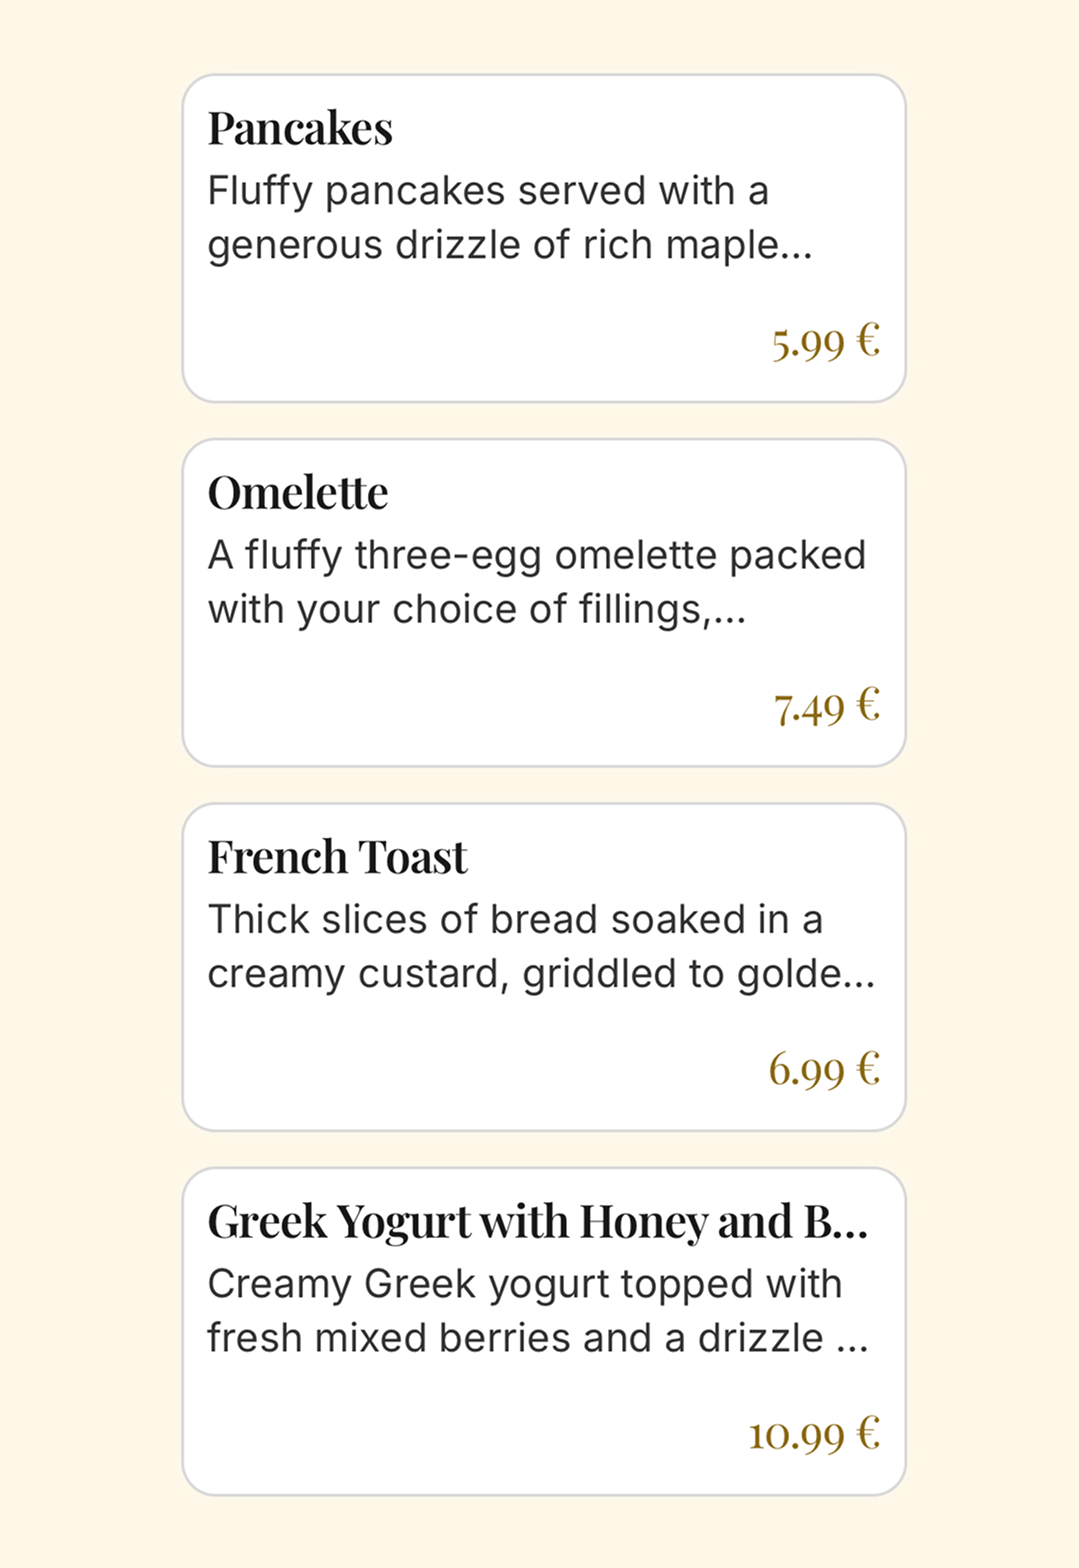 Pancakes
Fluffy pancakes served with a
generous drizzle of rich maple...
5.99 €
Omelette
A fluffy three-egg omelette packed
with your choice of fillings,...
7.49 €
French Toast
Thick slices of bread soaked in a
creamy custard, griddled to golde...
6.99 €
Greek Yogurt with Honey and B...
Creamy Greek yogurt topped with
fresh mixed berries and a drizzle ...
10.99 €